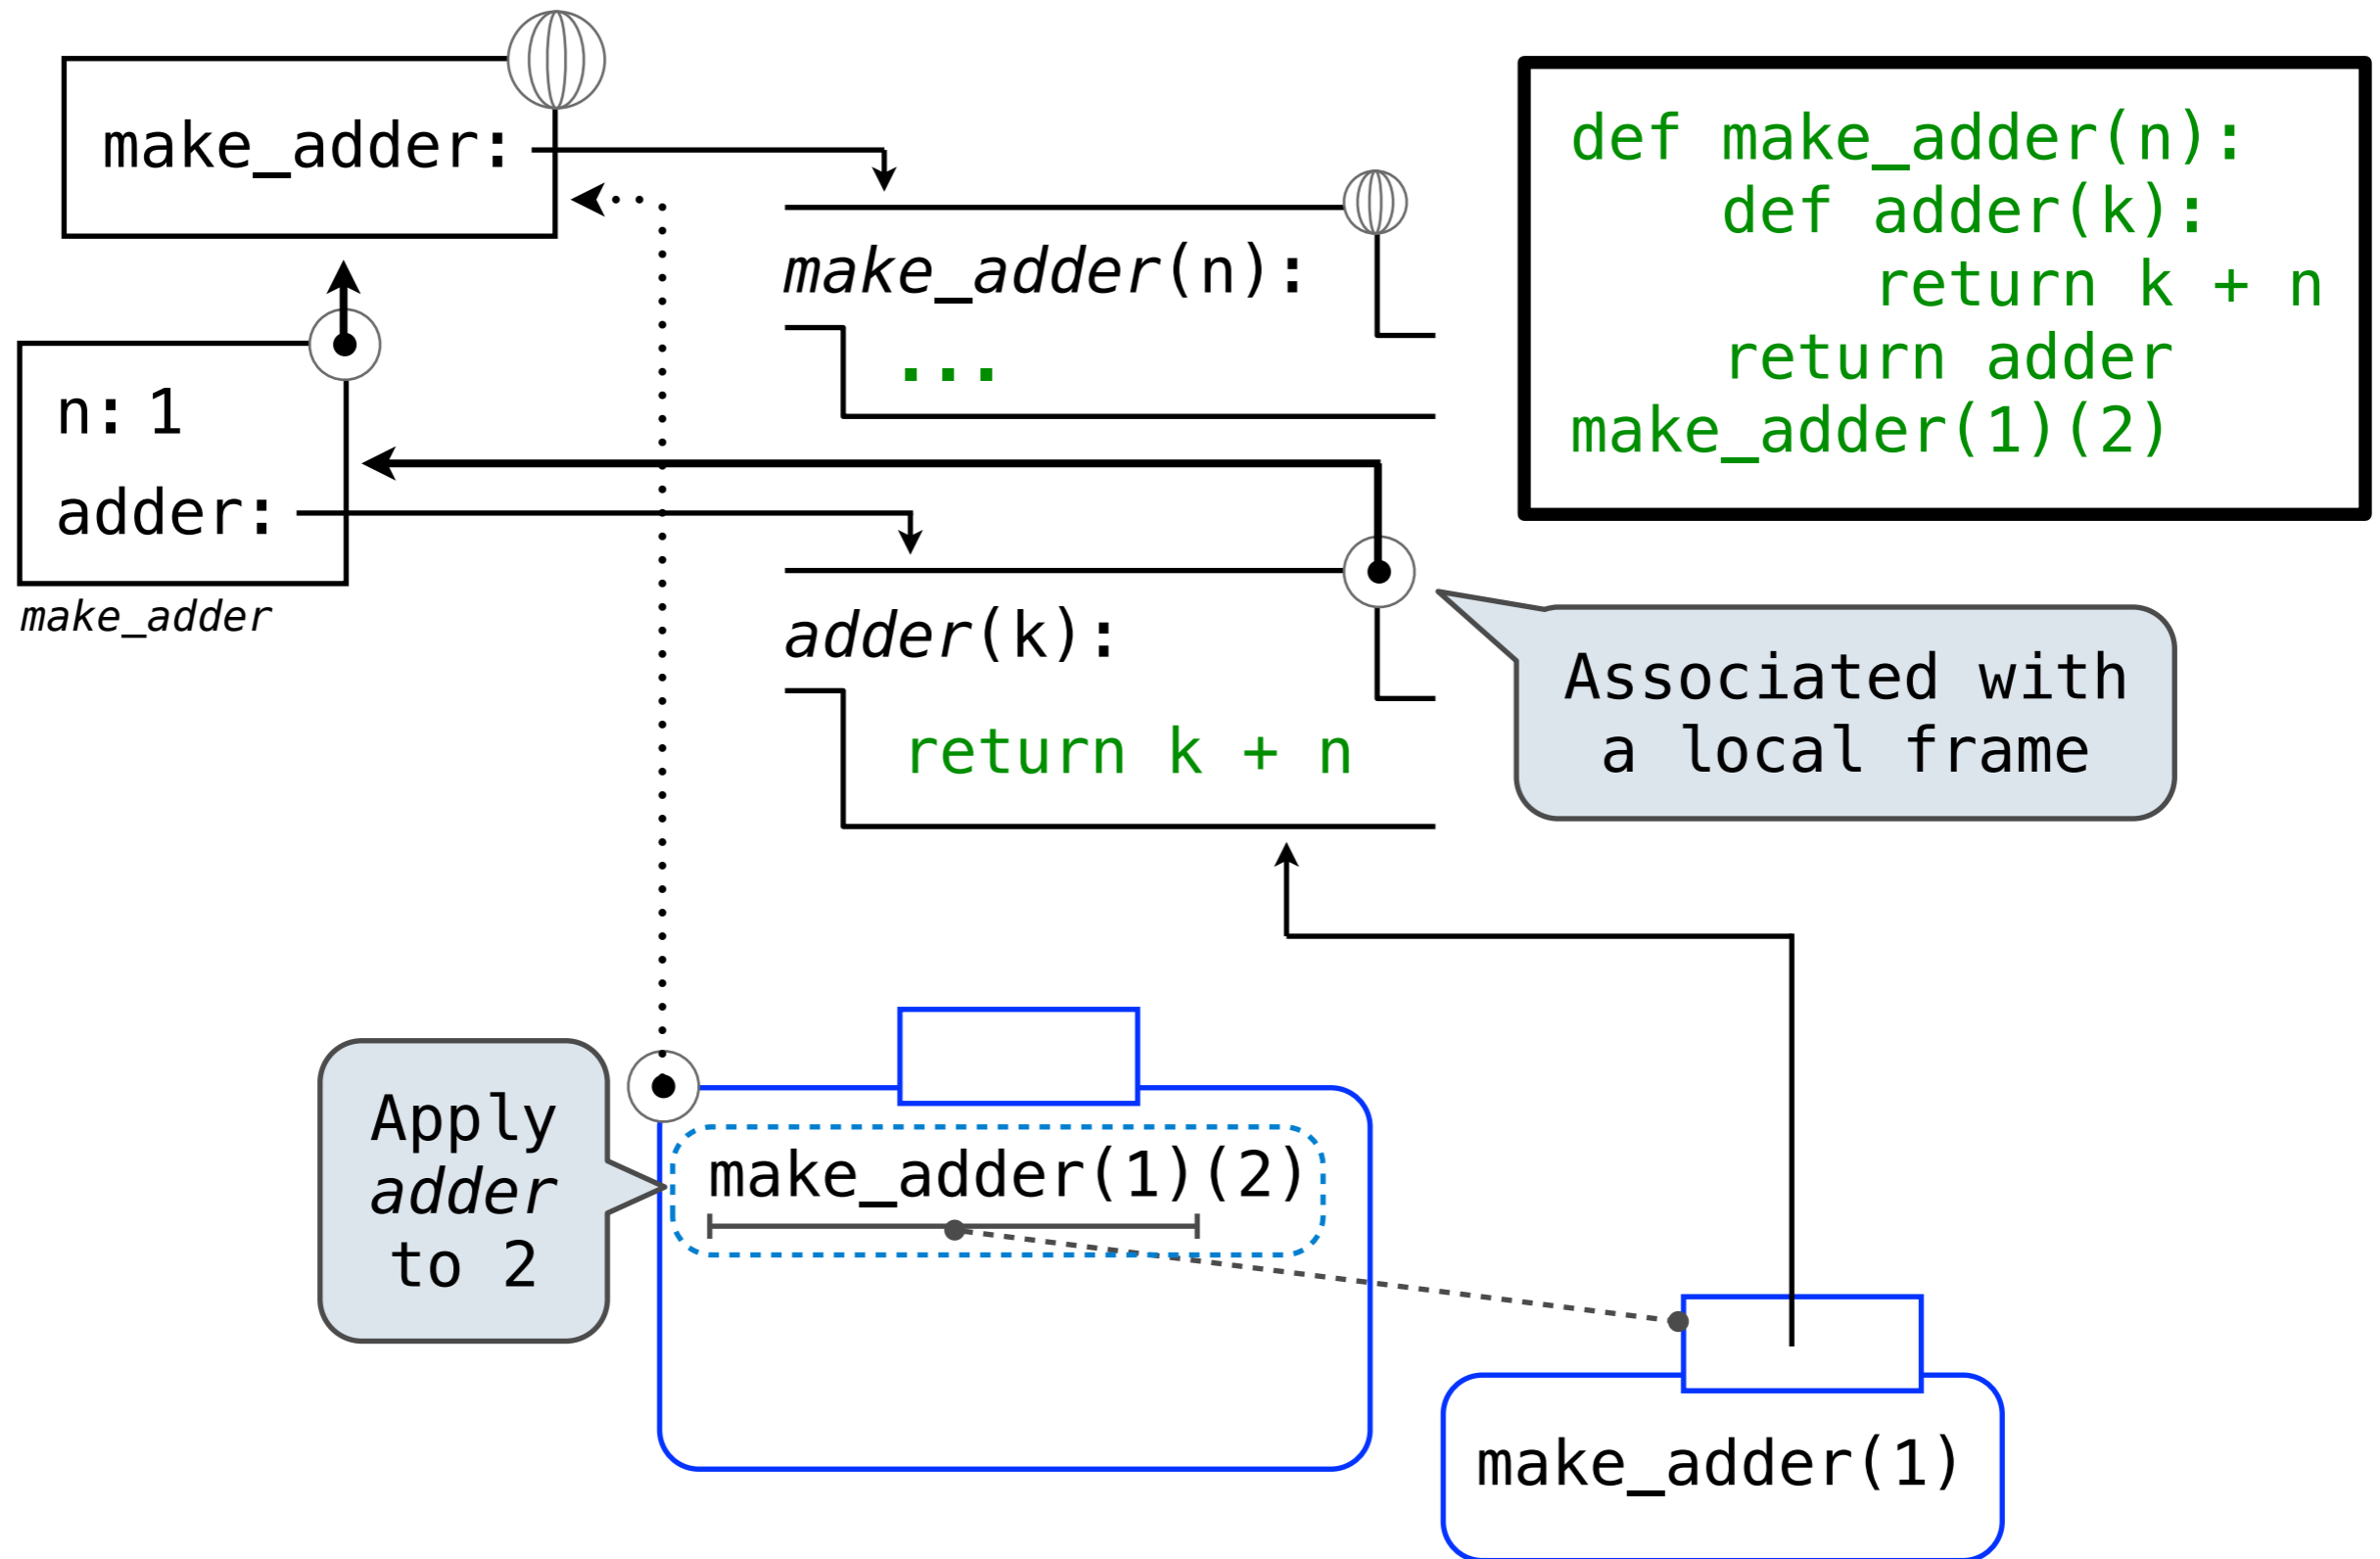 make_adder:
def make_adder(n):
    def adder(k):
        return k + n
    return adder
make_adder(1)(2)
make_adder(n):
...
n: 1
adder:
make_adder
adder(k):
return k + n
Associated with
a local frame
Apply
adder
to 2
make_adder(1)(2)
make_adder(1)